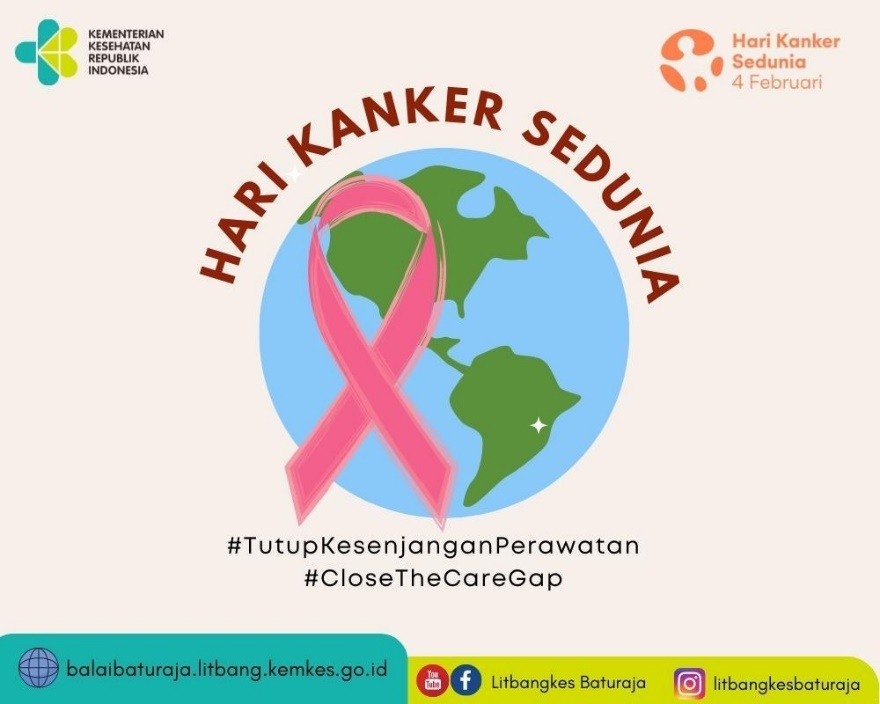 KEMENTERIAN
KESEHATAN
REPUBLIK
INDONESIA
Hari Kanker
Sedunia
4 Februari
HARI KANKER SEDUNIA
#TutupKesenjanganPerawatan
#CloseTheCareGap
balaibaturaja.litbang.kemkes.go.id
You
Tube
Litbangkes Baturaja
litbangkesbaturaja